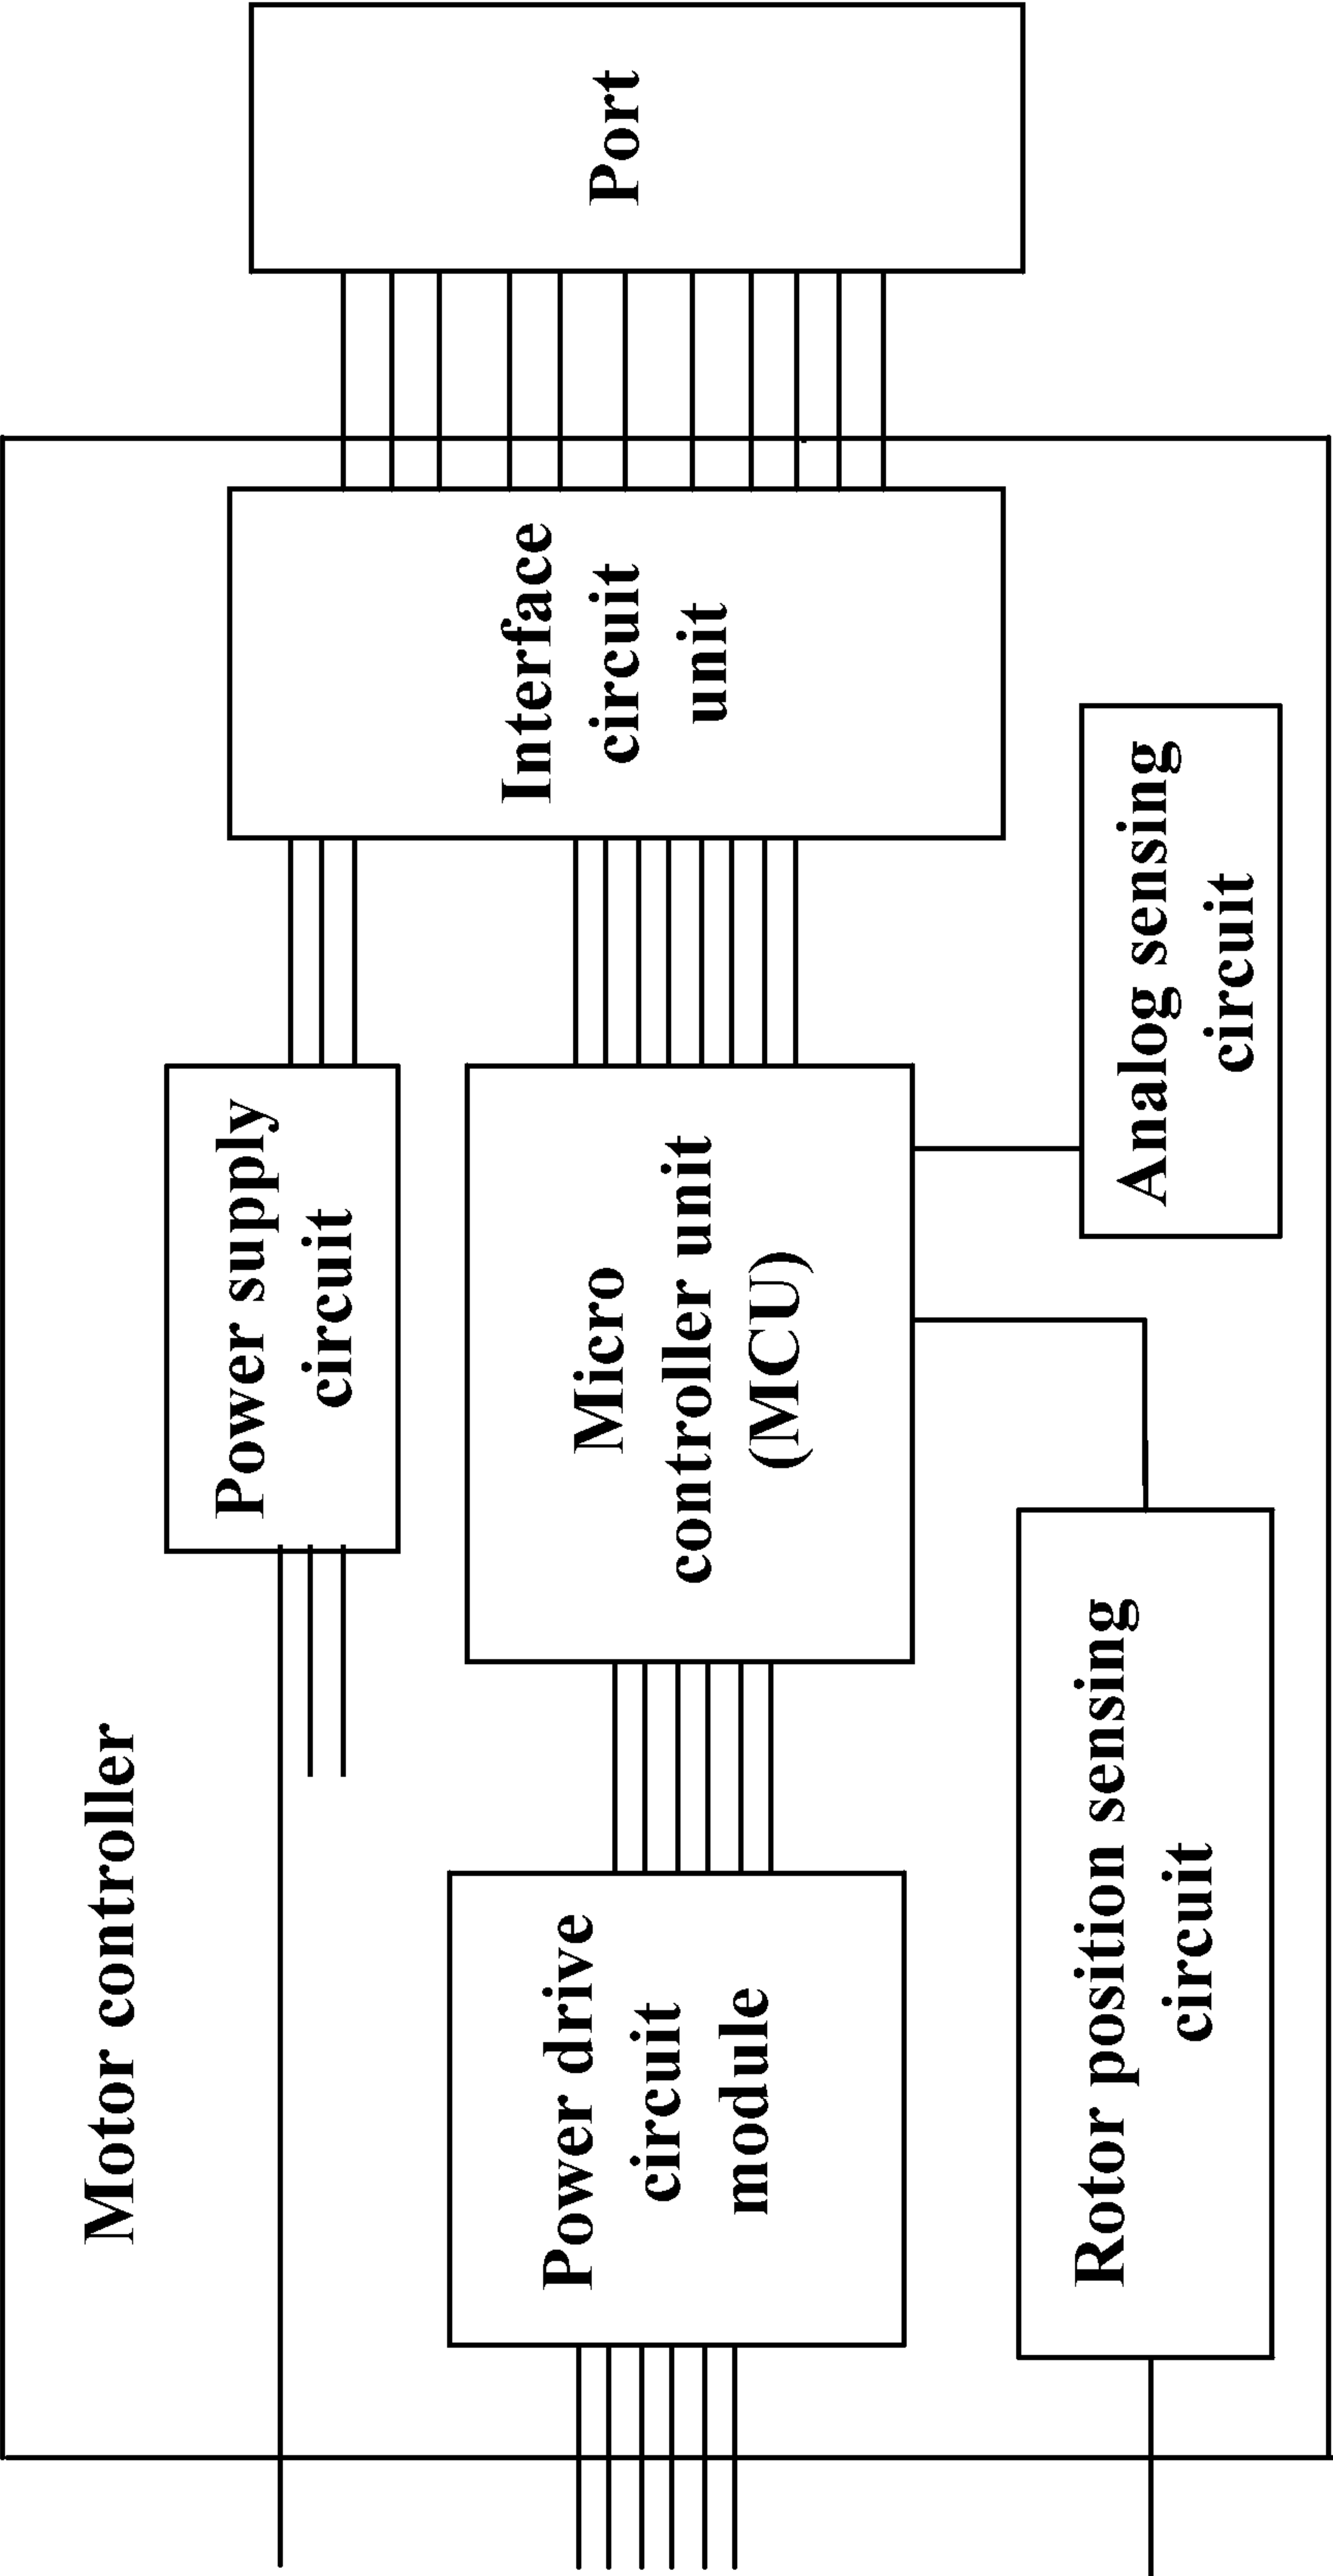 Motor controller
Power supply
circuit
Power drive
circuit
module
Micro
controller unit
(MCU)
Interface
circuit
unit
Port
Rotor position sensing
circuit
Analog sensing
circuit